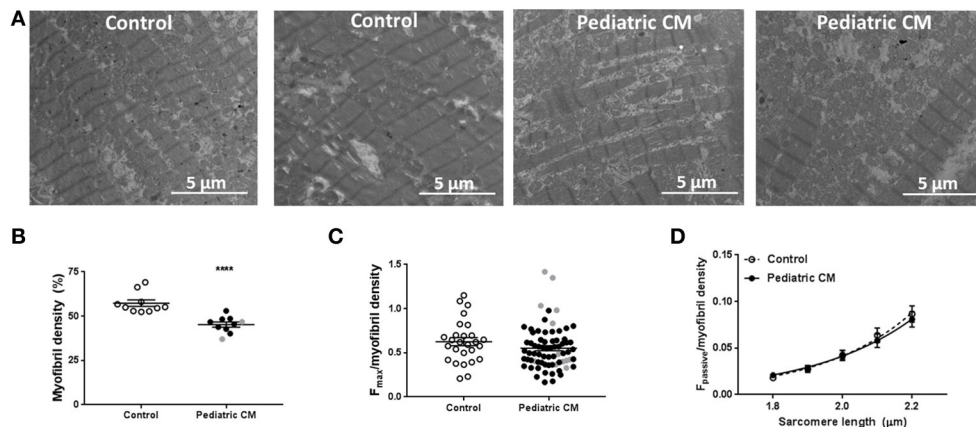 A
Control
Control
Pediatric CM
Pediatric CM
5 µm
5 µm
5 µm
5 µm
B
Myofibril density (%)
75
50
25
0
****
Control
Pediatric CM
C
Fmax/myofibril density
1.5
1.0
0.5
0.0
Control
Pediatric CM
D
Control
Pediatric CM
Fpassive/myofibril density
0.15
0.10
0.05
0.00
1.8
2.0
2.2
Sarcomere length (µm)